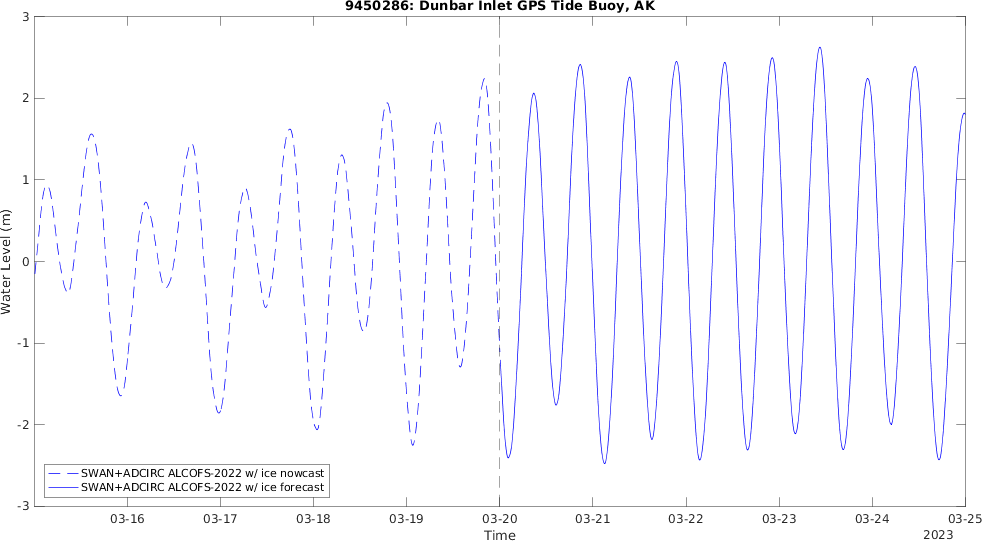 9450286: Dunbar Inlet GPS Tide Buoy, AK
Water Level (m)
3
2
1
0
-1
-2
-3
SWAN+ADCIRC ALCOFS-2022 w/ ice nowcast
SWAN+ADCIRC ALCOFS-2022 w/ ice forecast
03-16 03-17 03-18 03-19 03-20 03-21 03-22 03-23 03-24 03-25
Time
2023